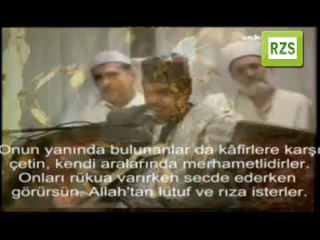 RZS
Onun yanında bulunanlar da kâfirlere karşı
çetin, kendi aralarında merhametlidirler.
Onları rükua varırken secde ederken
görürsün. Allah'tan lütuf ve rıza isterler.